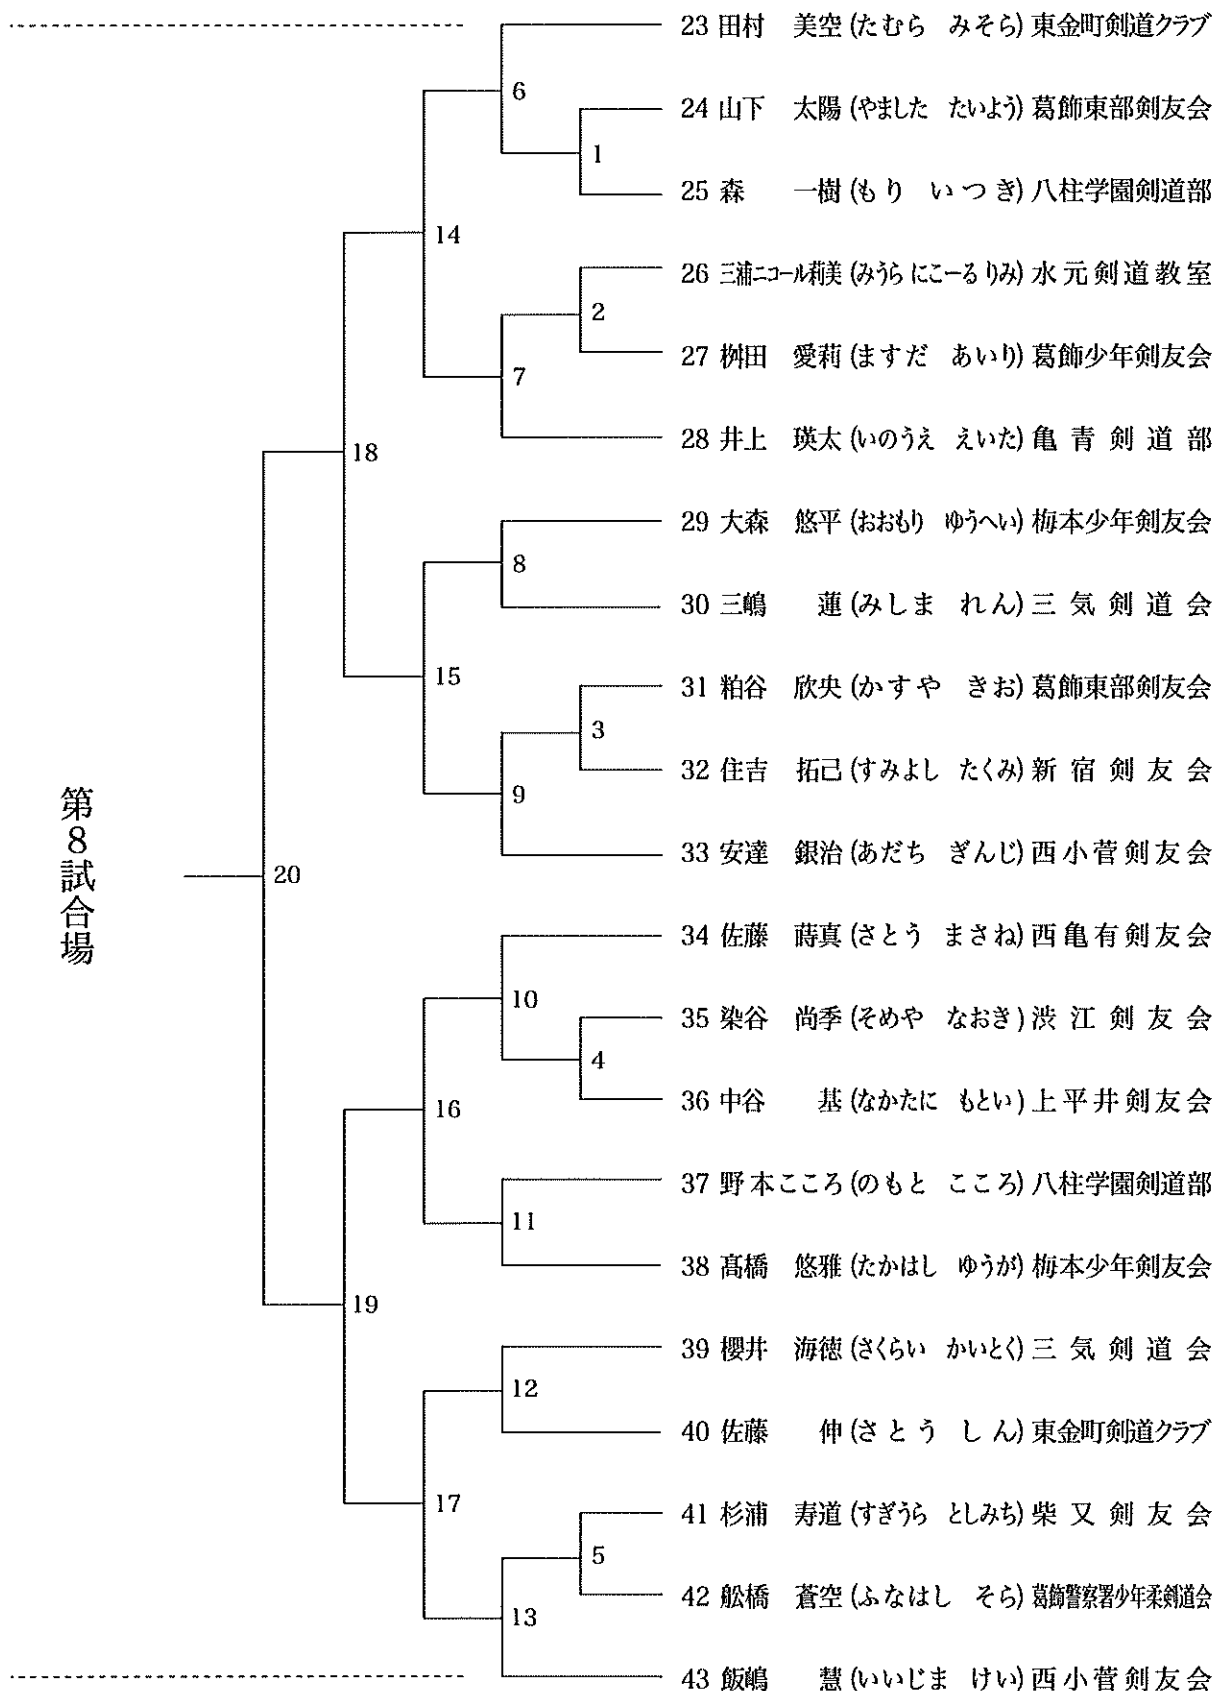 23 田村 美空 (たむら みそら) 東金町剣道クラブ
6
24 山下 太陽 (やました たいよう) 葛飾東部剣友会
1
25 森 一樹 (もり いつき) 八柱学園剣道部
14
26 三浦ニコール莉美 (みうら にこーる りみ) 水元剣道教室
2
27 桝田 愛莉 (ますだ あいり) 葛飾少年剣友会
7
28 井上 瑛太 (いのうえ えいた) 亀青剣道部
18
29 大森 悠平 (おおもり ゆうへい) 梅本少年剣友会
8
30 三嶋 蓮 (みしま れん) 三気剣道会
15
31 粕谷 欣央 (かすや きお) 葛飾東部剣友会
3
32 住吉 拓己 (すみよし たくみ) 新宿剣友会
9
33 安達 銀治 (あだち ぎんじ) 西小菅剣友会
第8試合場
20
34 佐藤 蒔真 (さとう まさね) 西亀有剣友会
10
35 染谷 尚季 (そめや なおき) 渋江剣友会
4
36 中谷 基 (なかたに もとい) 上平井剣友会
16
37 野本こころ (のもと こころ) 八柱学園剣道部
11
38 髙橋 悠雅 (たかはし ゆうが) 梅本少年剣友会
19
39 櫻井 海徳 (さくらい かいとく) 三気剣道会
12
40 佐藤 伸 (さとう しん) 東金町剣道クラブ
17
41 杉浦 寿道 (すぎうら としみち) 柴又剣友会
5
42 舩橋 蒼空 (ふなはし そら) 葛飾警察署少年柔剣道会
13
43 飯嶋 慧 (いいじま けい) 西小菅剣友会